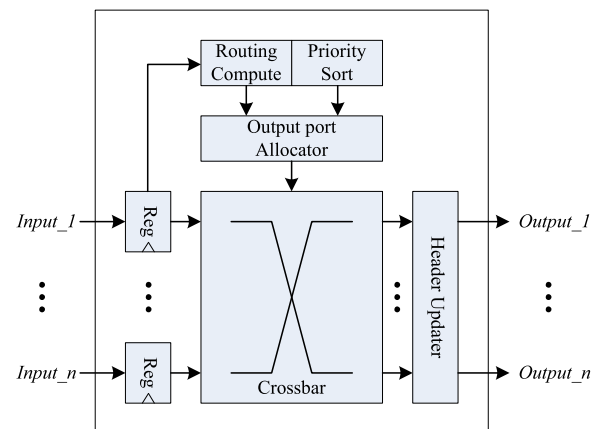 Routing
Compute
Priority
Sort
Output port
Allocator
Input_1
Reg
Header Updater
Output_1
Input_n
Reg
Crossbar
Output_n